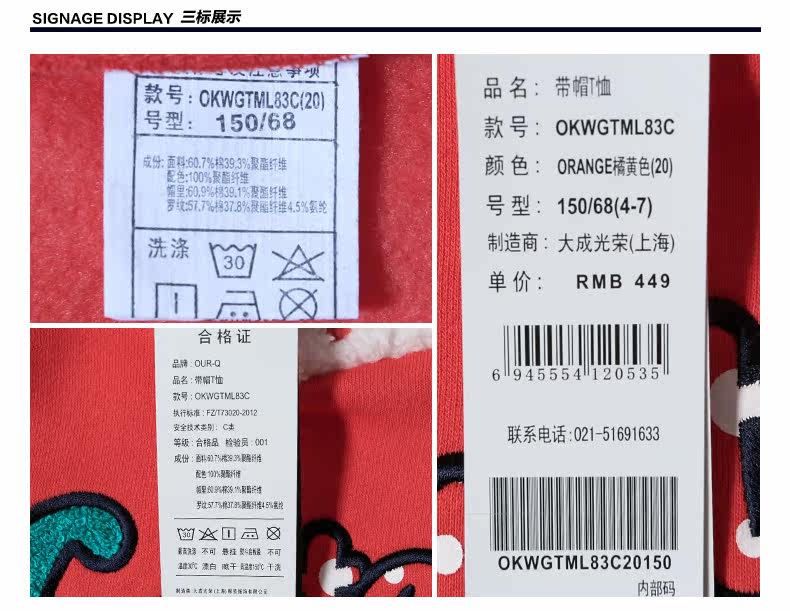 SIGNAGE DISPLAY 三标展示
款号:OKWGTML83C(20)
号型:150/68
成份:面料:60.7%棉39.3%聚酯纤维
配色:100%聚酯纤维
帽里:60.9%棉39.1%聚酯纤维
罗纹:57.7%棉37.8%聚酯纤维4.5%氨纶
洗涤
30
合格证
品牌:OUR-Q
品名:带帽T恤
款号:OKWGTML83C
执行标准:FZ/T73020-2012
安全技术类别:C类
等级:合格品 检验员:001
成份:面料:60.7%棉39.3%聚酯纤维
配色:100%聚酯纤维
帽里:60.9%棉39.1%聚酯纤维
罗纹:57.7%棉37.8%聚酯纤维4.5%氨纶
30
不可 悬挂 不可
漂白 晾干 干洗
品名:带帽T恤
款号:OKWGTML83C
颜色:ORANGE橘黄色(20)
号型:150/68(4-7)
制造商:大成光荣(上海)
单价:RMB 449
6 945554 120535
联系电话:021-51691633
OKWGTML83C20150
内部码